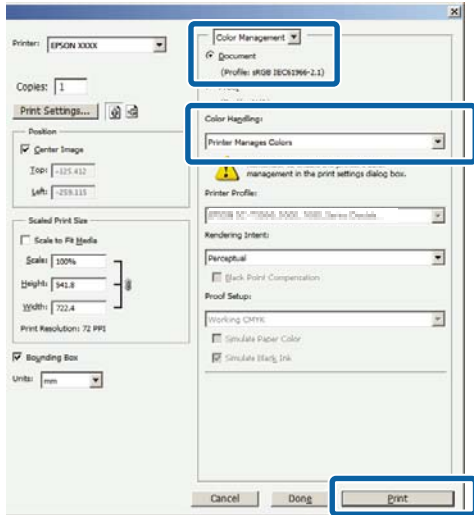 Printer: EPSON XXXX
Copies: 1
Print Settings...
Position
Center Image
Top: -125.412
Left: -259.115
Scaled Print Size
Scale to Fit Media
Scale: 100%
Height: 541.8
Width: 722.4
Print Resolution: 72 PPI
Bounding Box
Units: mm
Color Management
Document
(Profile: sRGB IEC61966-2.1)
Color Handling:
Printer Manages Colors
management in the print settings dialog box.
Printer Profile:
Rendering Intent:
Perceptual
Black Point Compensation
Proof Setup:
Working CMYK
Simulate Paper Color
Simulate Black Ink
Cancel
Done
Print